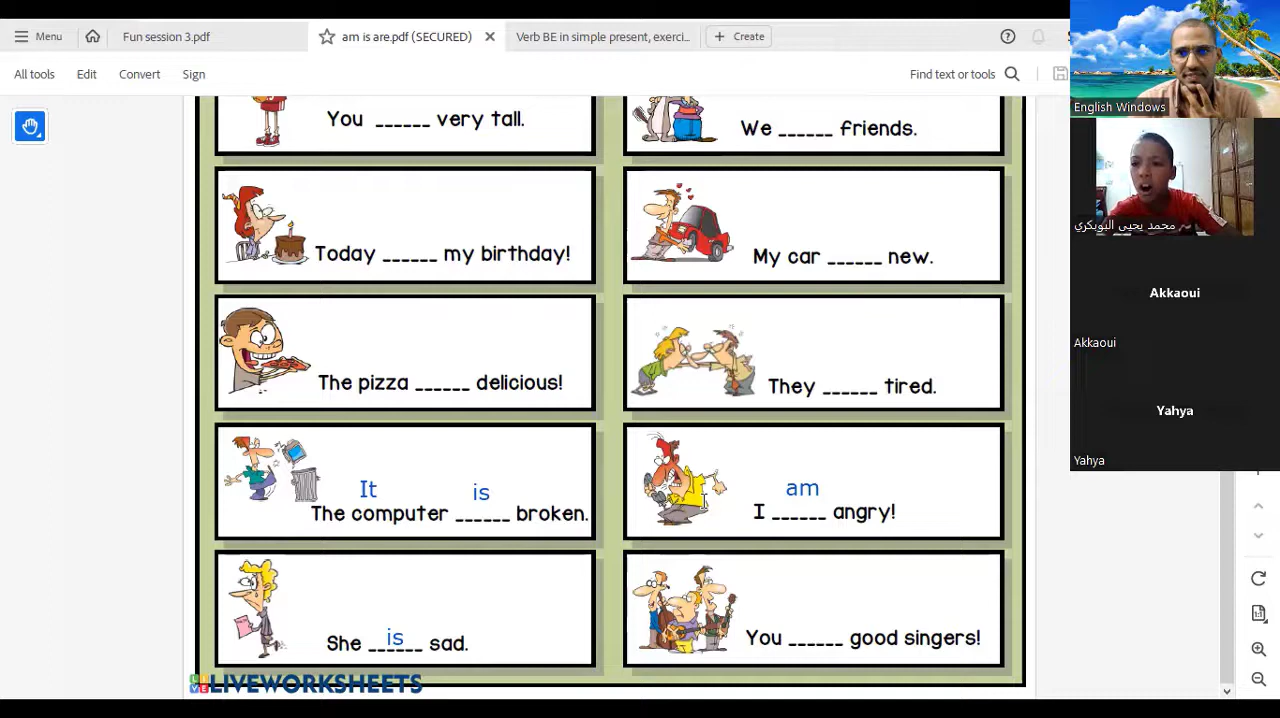 Menu
Fun session 3.pdf
am is are.pdf (SECURED)
Verb BE in simple present, exerci...
Create
All tools
Edit
Convert
Sign
Find text or tools
English Windows
محمد يحيى البوبكري
Akkaoui
Akkaoui
Yahya
Yahya
You ______ very tall.
We ______ friends.
Today ______ my birthday!
My car ______ new.
The pizza ______ delicious!
They ______ tired.
It is
The computer ______ broken.
am
I ______ angry!
is
She ______ sad.
You ______ good singers!
LIVEWORKSHEETS